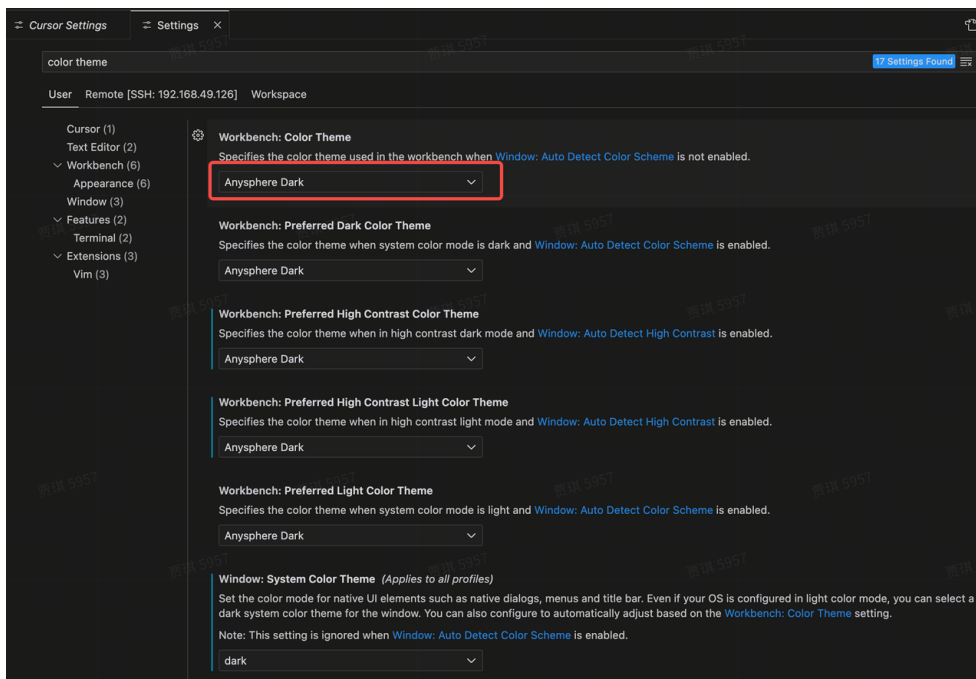 Cursor Settings
Settings
color theme
17 Settings Found
User
Remote [SSH: 192.168.49.126]
Workspace
Cursor (1)
Text Editor (2)
Workbench (6)
Appearance (6)
Window (3)
Features (2)
Terminal (2)
Extensions (3)
Vim (3)
Workbench: Color Theme
Specifies the color theme used in the workbench when Window: Auto Detect Color Scheme is not enabled.
Anysphere Dark
Workbench: Preferred Dark Color Theme
Specifies the color theme when system color mode is dark and Window: Auto Detect Color Scheme is enabled.
Anysphere Dark
Workbench: Preferred High Contrast Color Theme
Specifies the color theme when in high contrast dark mode and Window: Auto Detect High Contrast is enabled.
Anysphere Dark
Workbench: Preferred High Contrast Light Color Theme
Specifies the color theme when in high contrast light mode and Window: Auto Detect High Contrast is enabled.
Anysphere Dark
Workbench: Preferred Light Color Theme
Specifies the color theme when system color mode is light and Window: Auto Detect Color Scheme is enabled.
Anysphere Dark
Window: System Color Theme (Applies to all profiles)
Set the color mode for native UI elements such as native dialogs, menus and title bar. Even if your OS is configured in light color mode, you can select a
dark system color theme for the window. You can also configure to automatically adjust based on the Workbench: Color Theme setting.
Note: This setting is ignored when Window: Auto Detect Color Scheme is enabled.
dark
贾琪 5957